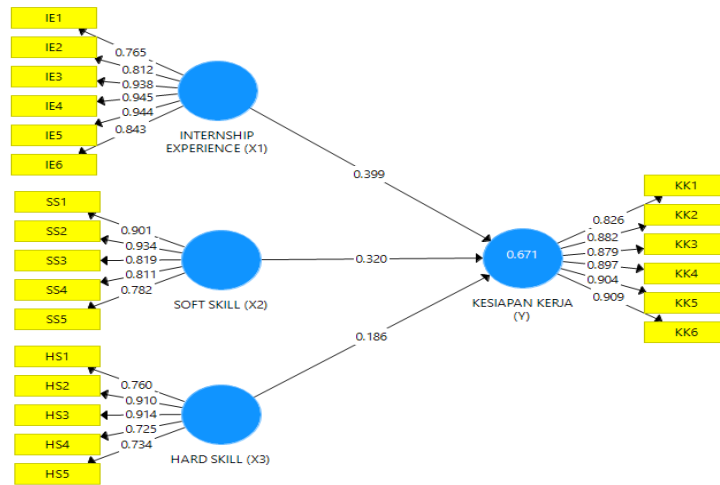 IE1
IE2
IE3
IE4
IE5
IE6
0.765
0.812
0.938
0.945
0.944
0.843
INTERNSHIP
EXPERIENCE (X1)
0.399
SS1
SS2
SS3
SS4
SS5
0.901
0.934
0.819
0.811
0.782
SOFT SKILL (X2)
0.320
HS1
HS2
HS3
HS4
HS5
0.760
0.910
0.914
0.725
0.734
HARD SKILL (X3)
0.186
0.671
KESIAPAN KERJA
(Y)
0.826
0.882
0.879
0.897
0.904
0.909
KK1
KK2
KK3
KK4
KK5
KK6